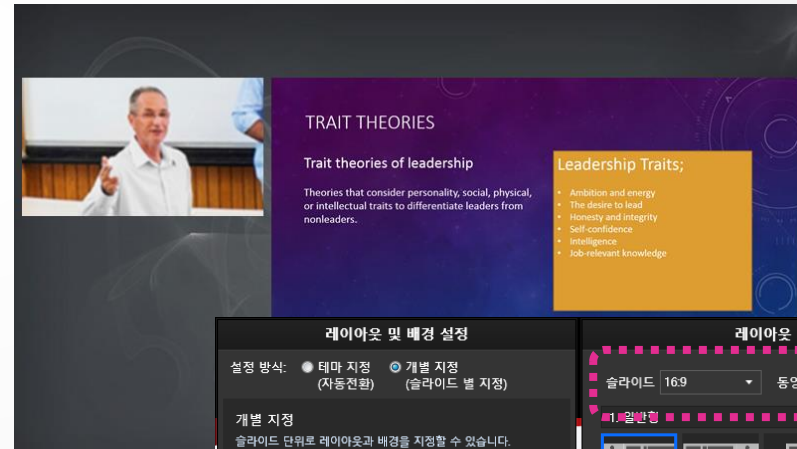 TRAIT THEORIES
Trait theories of leadership
Theories that consider personality, social, physical,
or intellectual traits to differentiate leaders from
nonleaders.
Leadership Traits;
• Ambition and energy
• The desire to lead
• Honesty and integrity
• Self-confidence
• Intelligence
• Job-relevant knowledge
레이아웃 및 배경 설정
설정 방식: 테마 지정 개별 지정
(자동전환) (슬라이드 별 지정)
개별 지정
슬라이드 단위로 레이아웃과 배경을 지정할 수 있습니다.
레이아웃
슬라이드 16:9 동영
1. 일반형